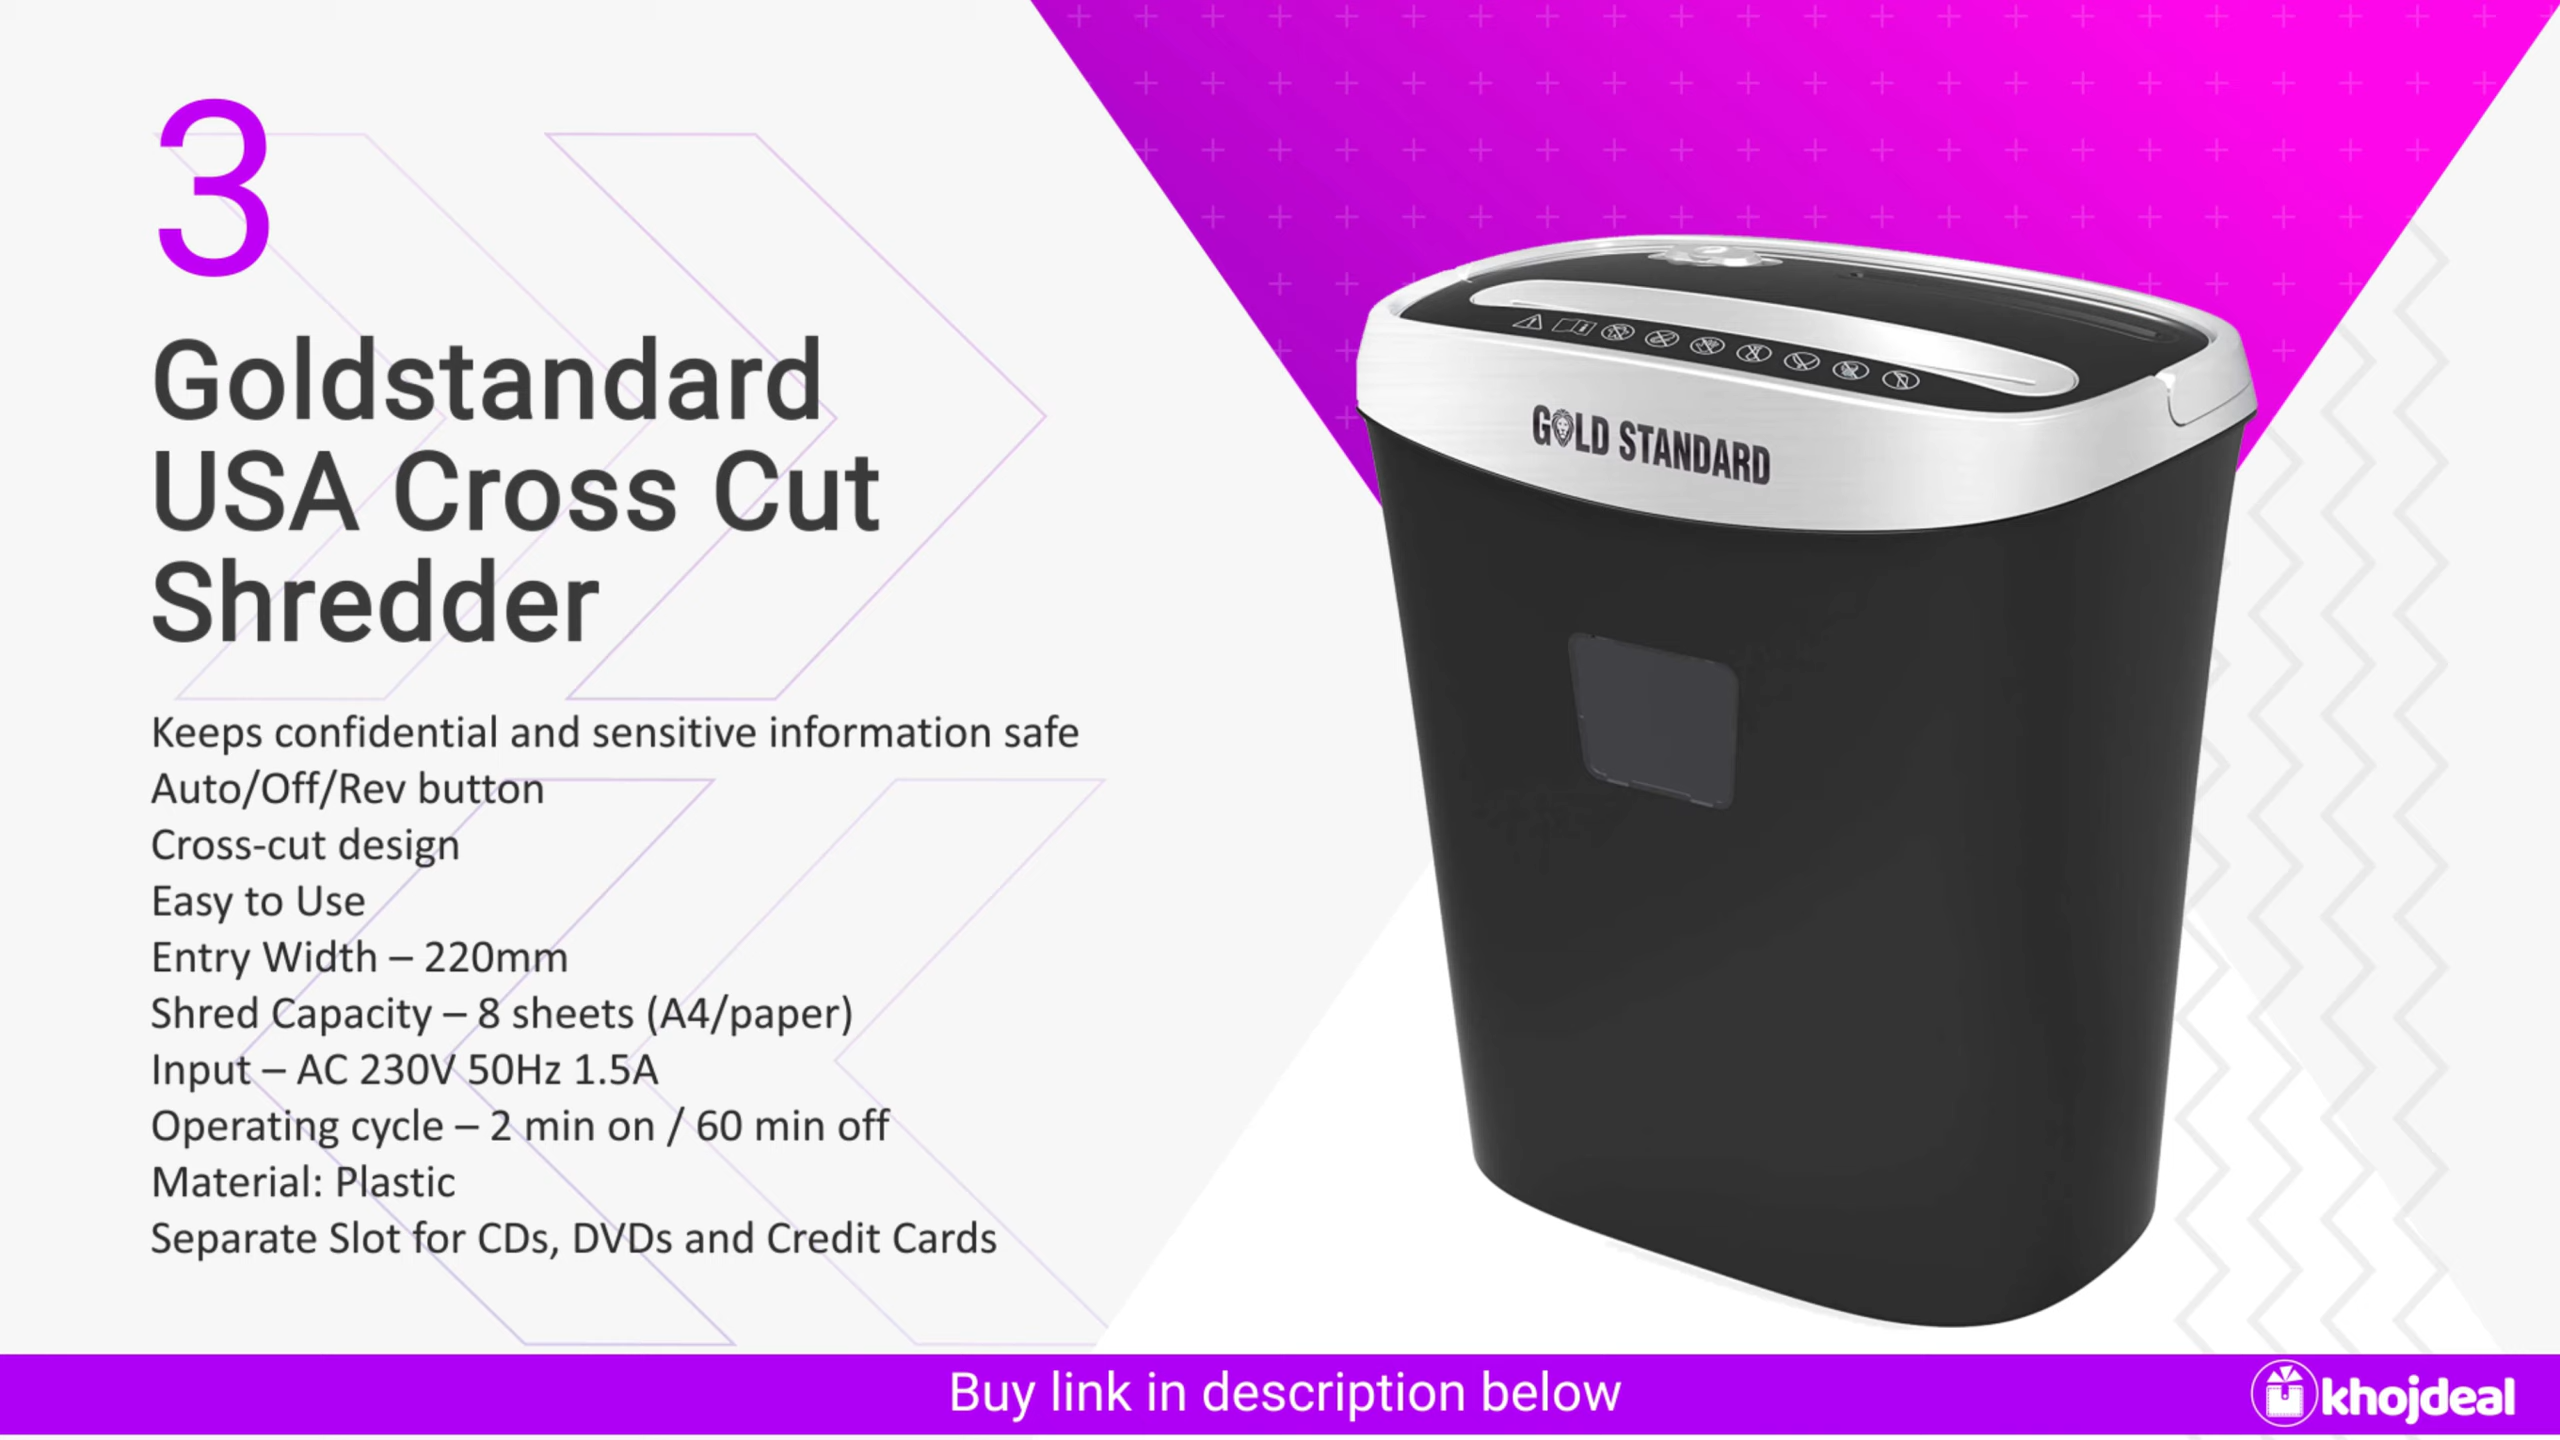 3
Goldstandard
USA Cross Cut
Shredder
Keeps confidential and sensitive information safe
Auto/Off/Rev button
Cross-cut design
Easy to Use
Entry Width – 220mm
Shred Capacity – 8 sheets (A4/paper)
Input – AC 230V 50Hz 1.5A
Operating cycle – 2 min on / 60 min off
Material: Plastic
Separate Slot for CDs, DVDs and Credit Cards
GOLD STANDARD
Buy link in description below
khojdeal